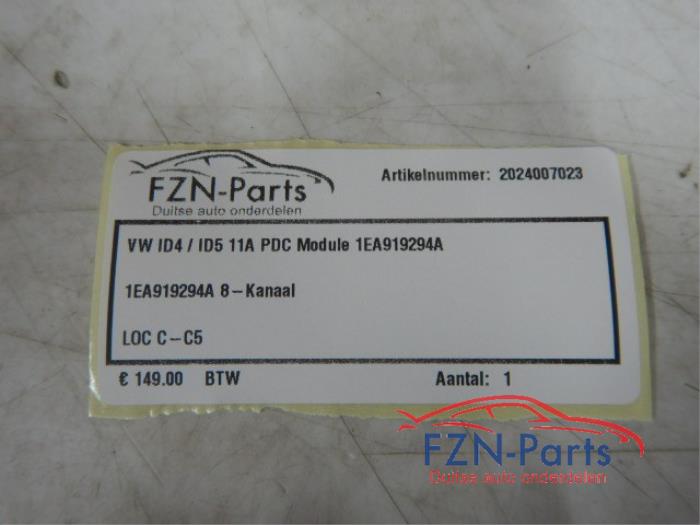 FZN-Parts
Duitse auto onderdelen
Artikelnummer: 2024007023
VW ID4 / ID5 11A PDC Module 1EA919294A
1EA919294A 8-Kanaal
LOC C-C5
€ 149.00 BTW
Aantal: 1
FZN-Parts
Duitse auto onderdelen